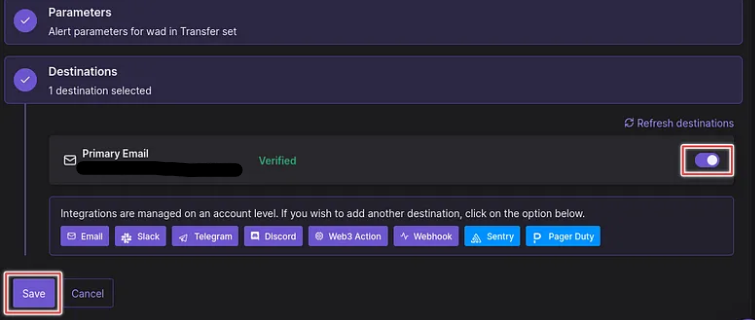 Parameters
Alert parameters for wad in Transfer set
Destinations
1 destination selected
Refresh destinations
Primary Email
Verified
Integrations are managed on an account level. If you wish to add another destination, click on the option below.
Email Slack Telegram Discord Web3 Action Webhook Sentry Pager Duty
Save Cancel